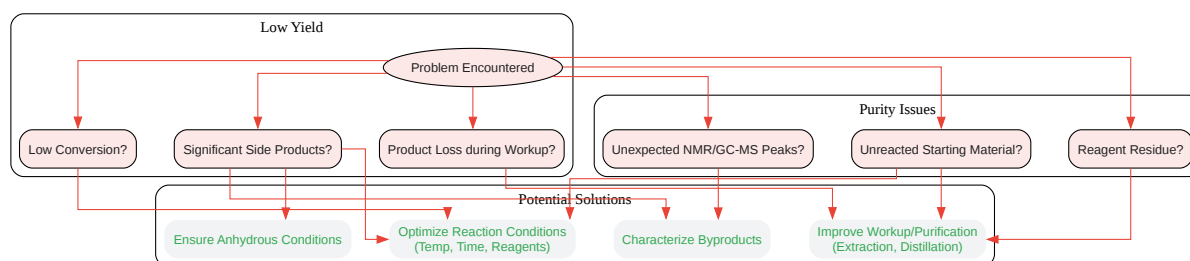 Low Yield
Problem Encountered
Purity Issues
Low Conversion?
Significant Side Products?
Product Loss during Workup?
Unexpected NMR/GC-MS Peaks?
Unreacted Starting Material?
Reagent Residue?
Potential Solutions
Ensure Anhydrous Conditions
Optimize Reaction Conditions
(Temp, Time, Reagents)
Characterize Byproducts
Improve Workup/Purification
(Extraction, Distillation)